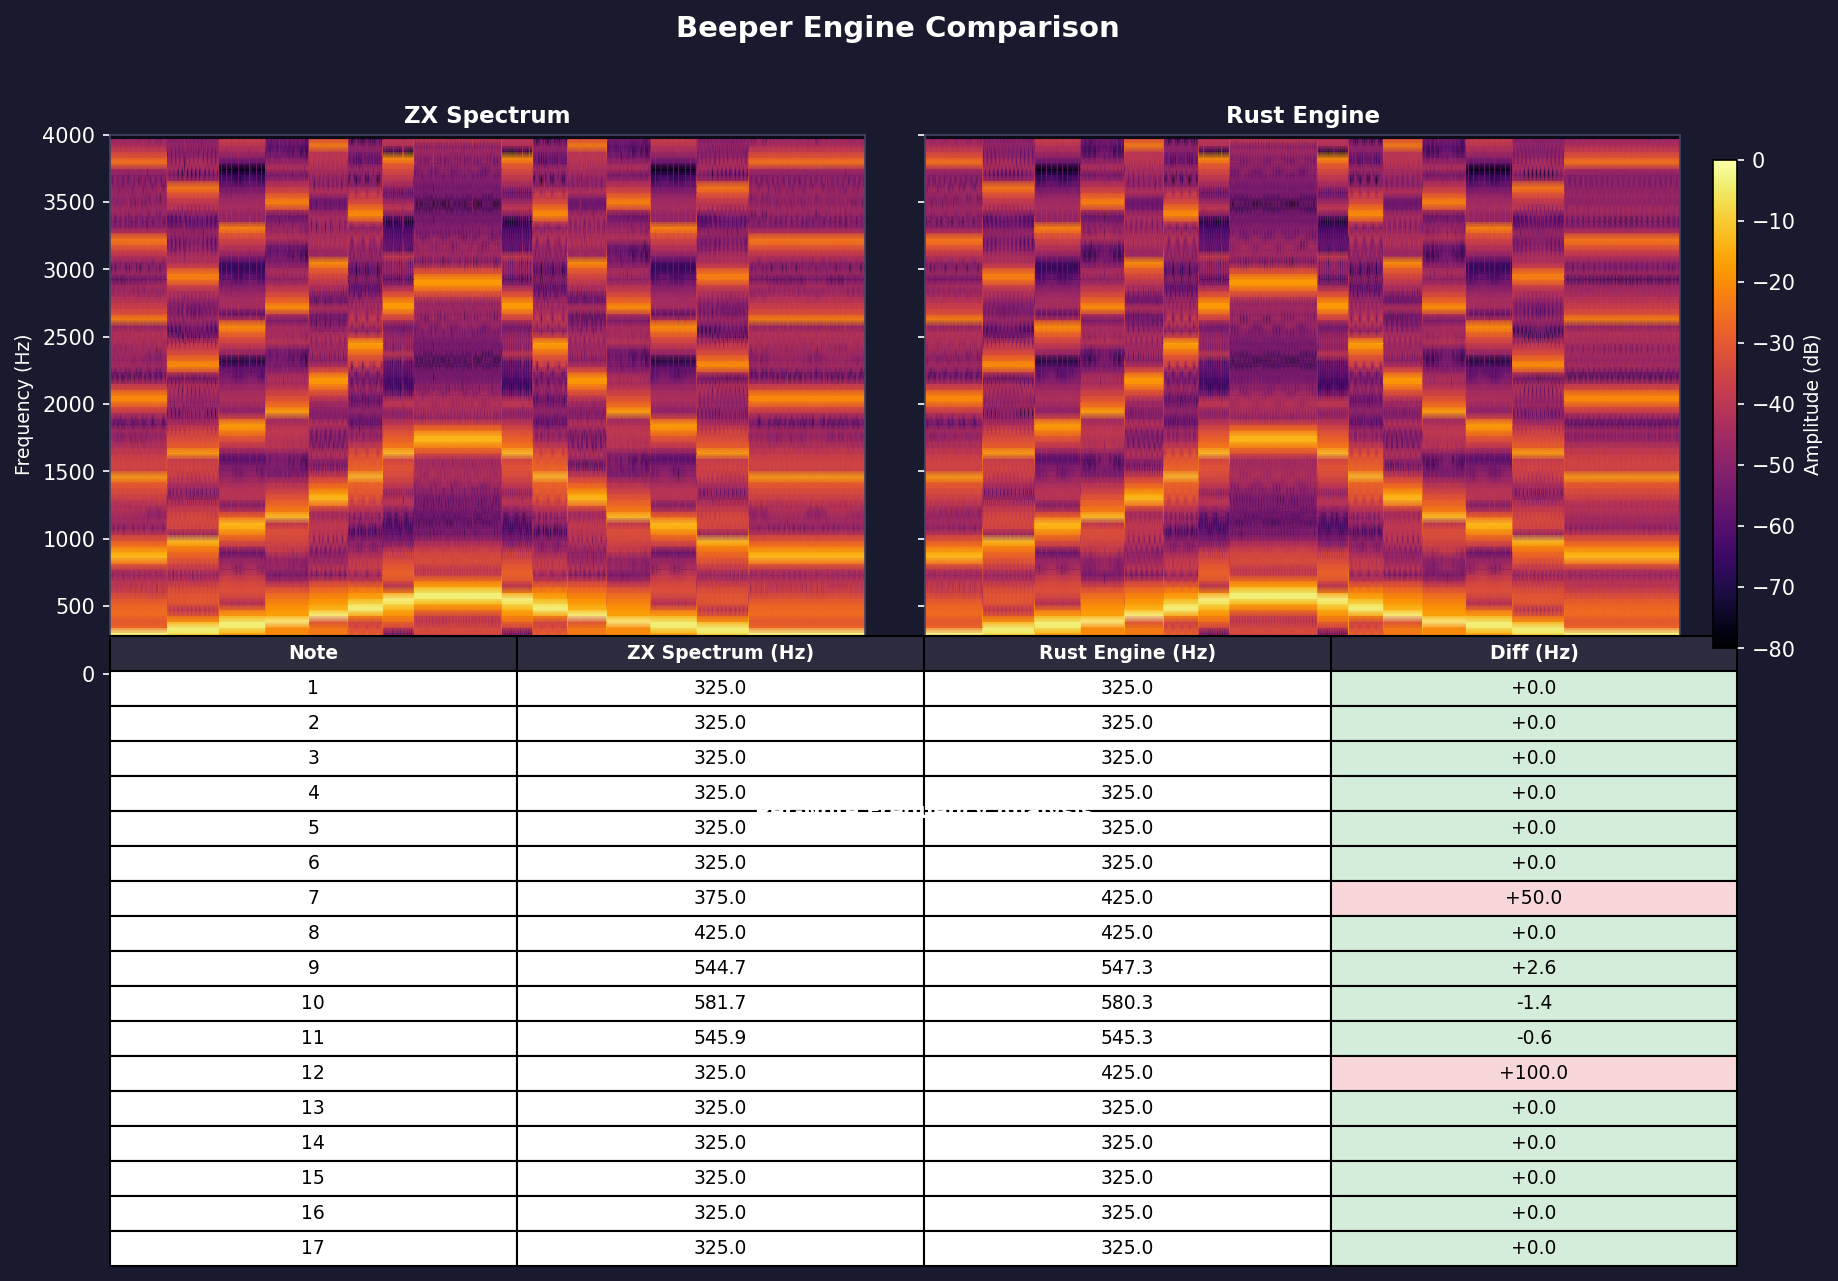 Beeper Engine Comparison
ZX Spectrum
Rust Engine
4000
3500
3000
2500
2000
1500
1000
500
0
Frequency (Hz)
0
−10
−20
−30
−40
−50
−60
−70
−80
Amplitude (dB)
Note ZX Spectrum (Hz) Rust Engine (Hz) Diff (Hz)
1 325.0 325.0 +0.0
2 325.0 325.0 +0.0
3 325.0 325.0 +0.0
4 325.0 325.0 +0.0
5 325.0 325.0 +0.0
6 325.0 325.0 +0.0
7 375.0 425.0 +50.0
8 425.0 425.0 +0.0
9 544.7 547.3 +2.6
10 581.7 580.3 -1.4
11 545.9 545.3 -0.6
12 325.0 425.0 +100.0
13 325.0 325.0 +0.0
14 325.0 325.0 +0.0
15 325.0 325.0 +0.0
16 325.0 325.0 +0.0
17 325.0 325.0 +0.0